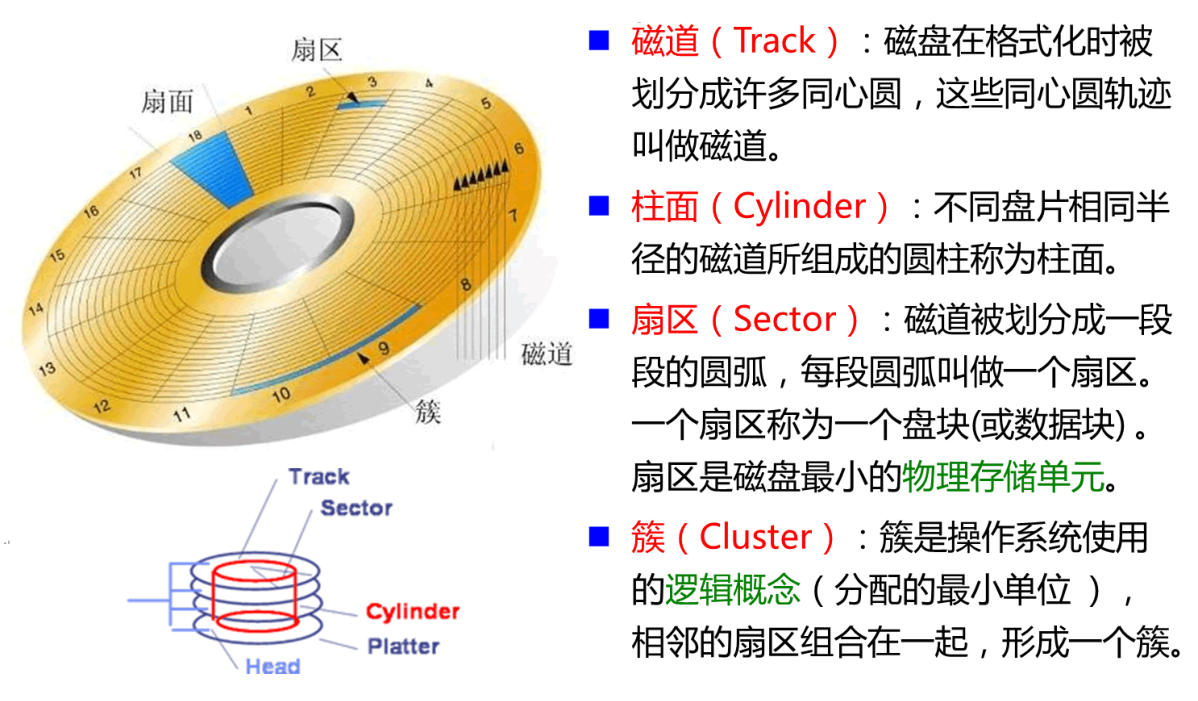 扇区
扇面
1
2
3
4
5
6
7
8
9
10
11
12
13
14
15
16
17
18
磁道
簇
Track
Sector
Cylinder
Platter
Head
磁道（Track）：磁盘在格式化时被
划分成许多同心圆，这些同心圆轨迹
叫做磁道。
柱面（Cylinder）：不同盘片相同半
径的磁道所组成的圆柱称为柱面。
扇区（Sector）：磁道被划分成一段
段的圆弧，每段圆弧叫做一个扇区。
一个扇区称为一个盘块(或数据块) 。
扇区是磁盘最小的物理存储单元。
簇（Cluster）：簇是操作系统使用
的逻辑概念（分配的最小单位 ），
相邻的扇区组合在一起，形成一个簇。